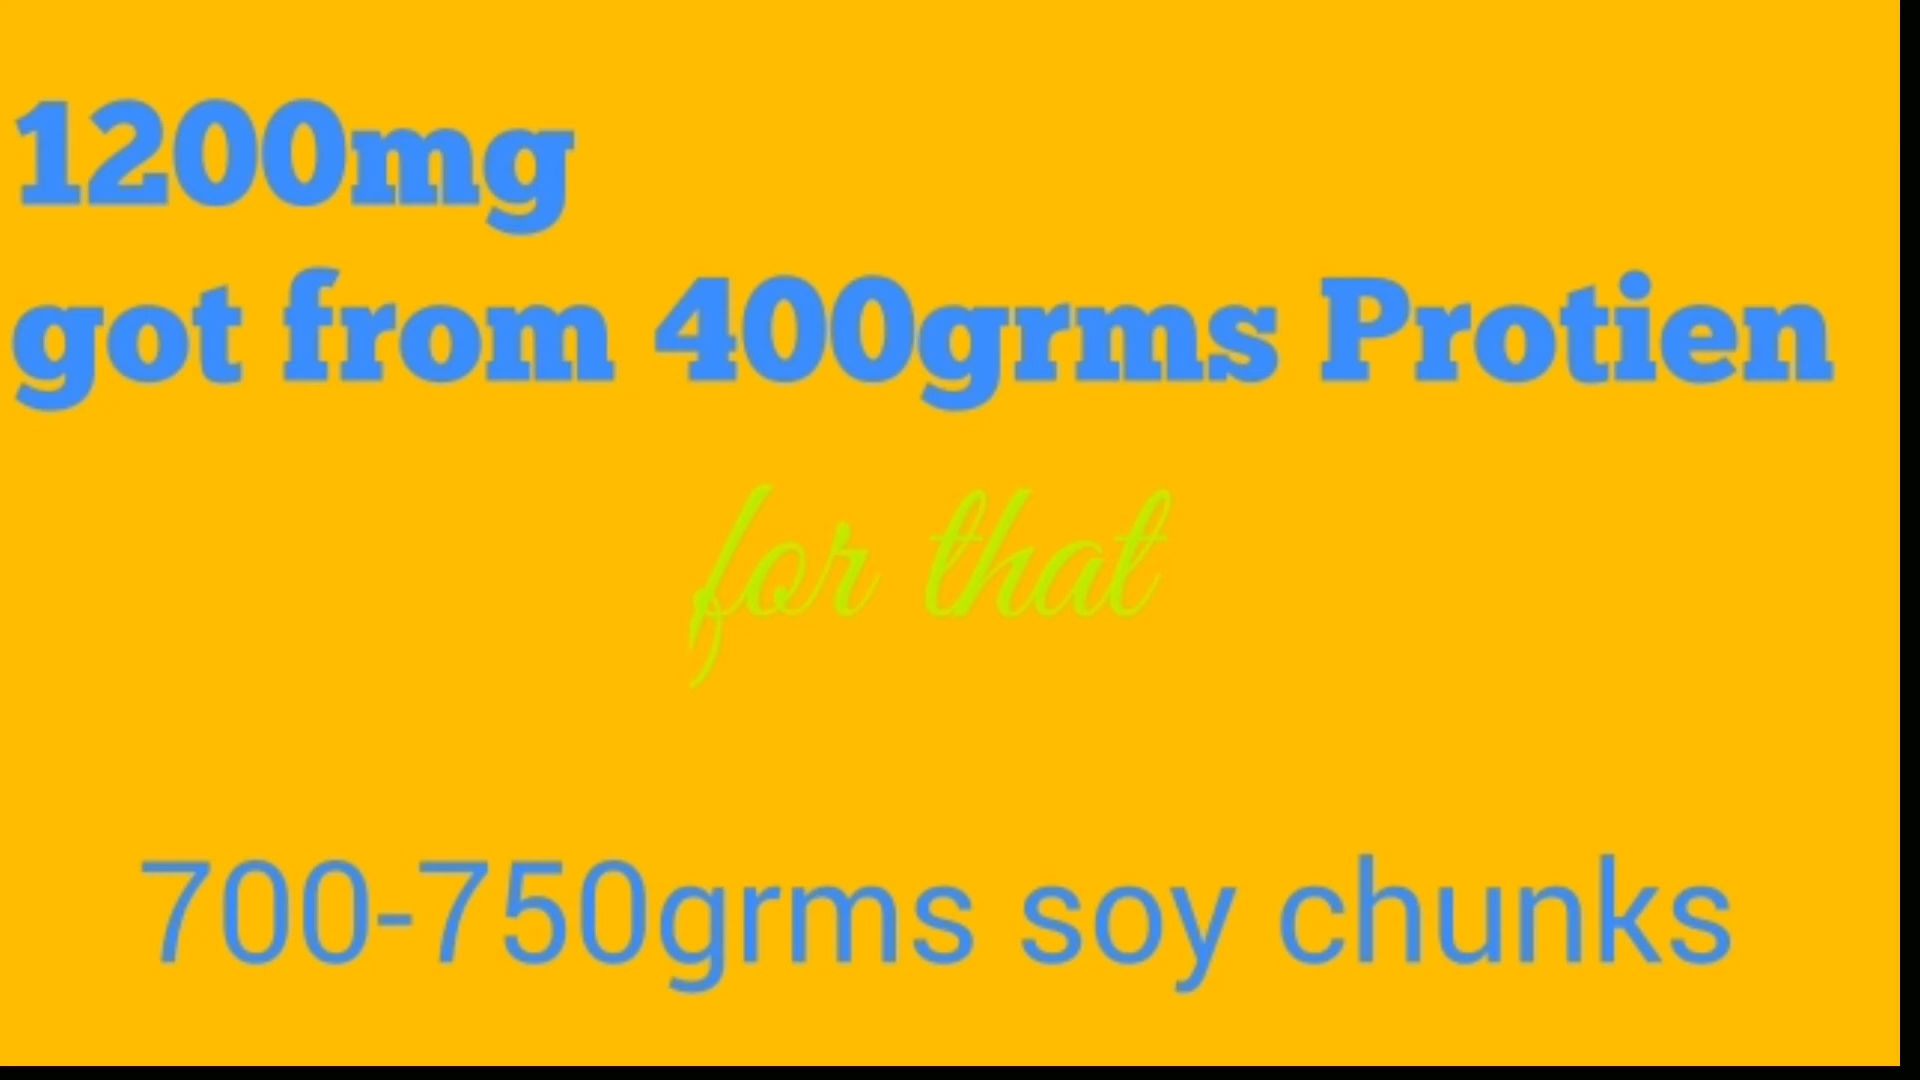 1200mg
got from 400grms Protien
for that
700-750grms soy chunks